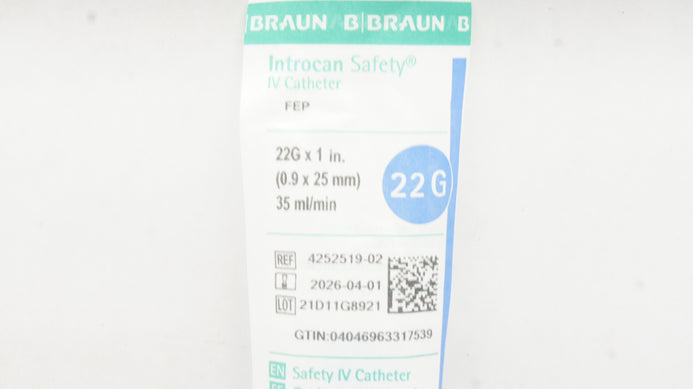 BRAUN B|BRAUN B
Introcan Safety®
IV Catheter
FEP
22G x 1 in.
(0.9 x 25 mm)
35 ml/min
22G
REF 4252519-02
2026-04-01
LOT 21D11G8921
GTIN:04046963317539
EN Safety IV Catheter